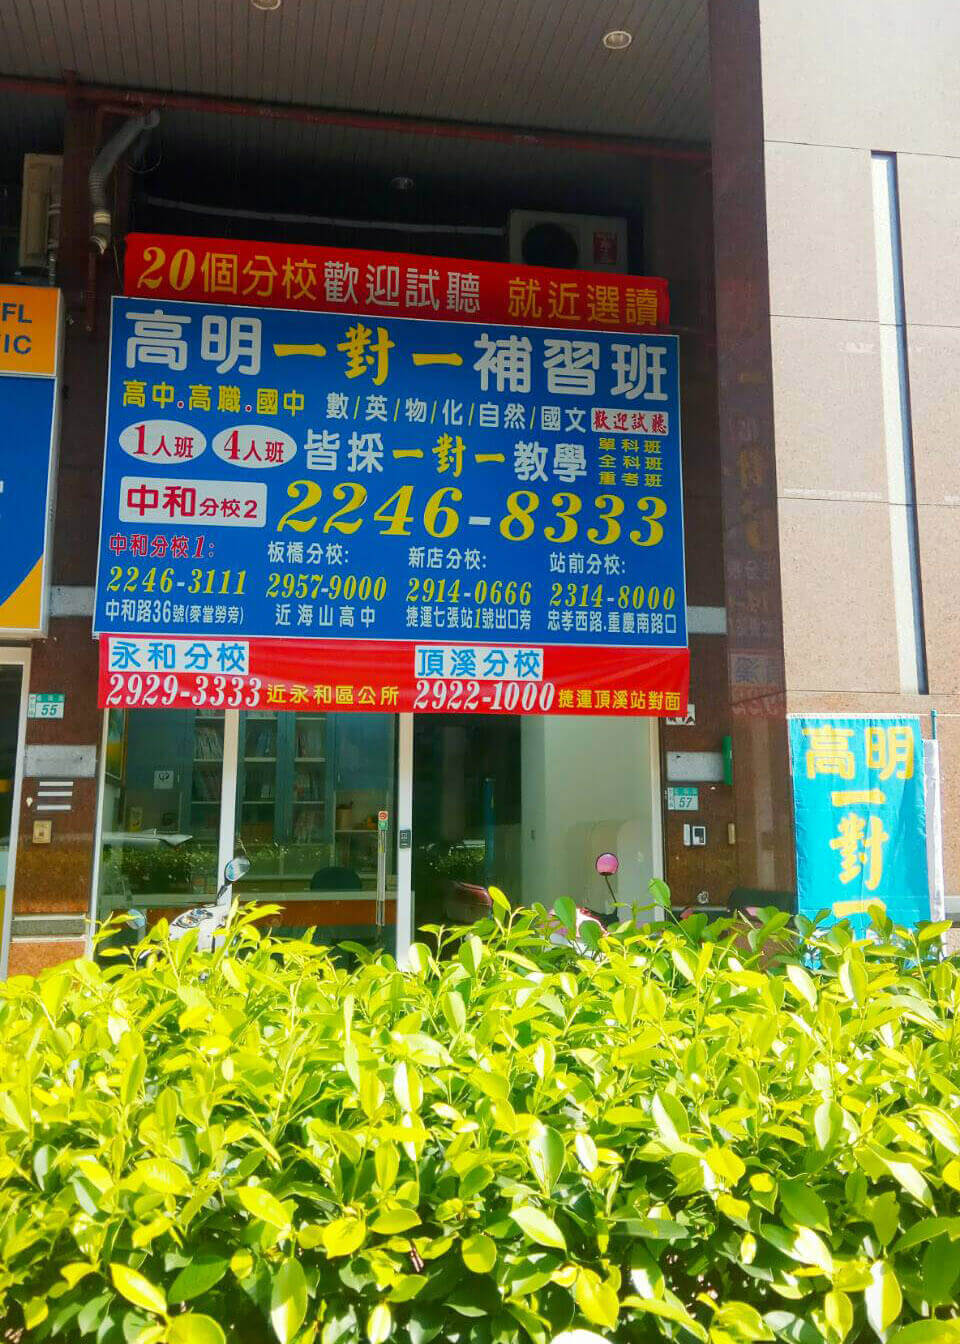 20個分校歡迎試聽 就近選讀
高明一對一補習班
高中.高職.國中 數/英/物/化/自然/國文 歡迎試聽
1人班 4人班 皆採一對一教學
單科班
全科班
重考班
中和分校2 2246-8333
中和分校1:
2246-3111
中和路36號(麥當勞旁)
板橋分校:
2957-9000
近海山高中
新店分校:
2914-0666
捷運七張站1號出口旁
站前分校:
2314-8000
忠孝西路.重慶南路口
永和分校
2929-3333 近永和區公所
頂溪分校
2922-1000 捷運頂溪站對面
FL
IC
55
57
高明
一
對
一